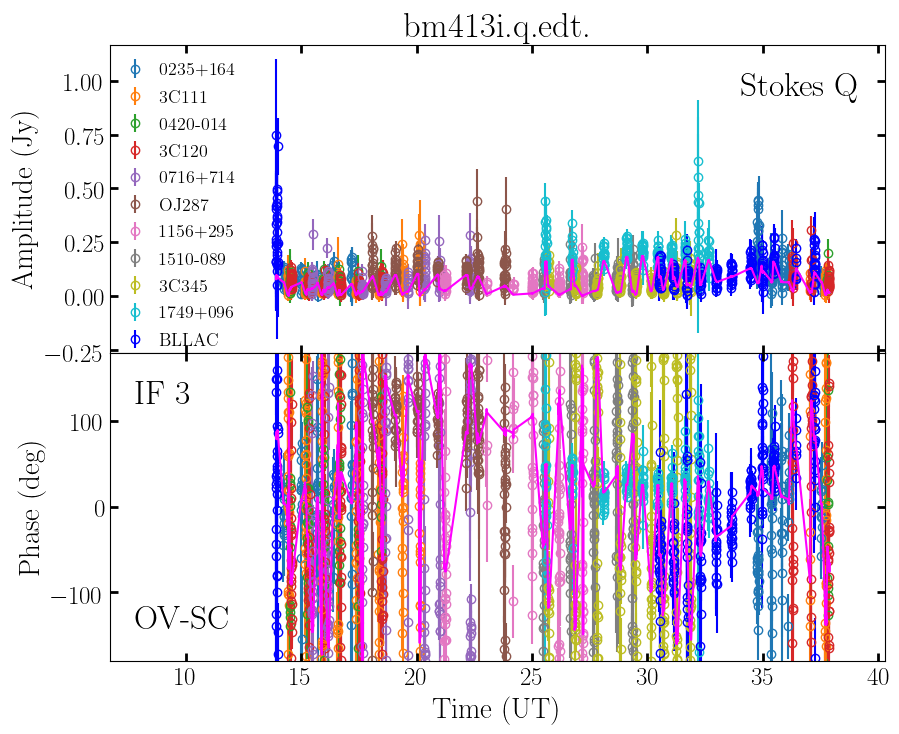 bm413i.q.edt.
Stokes Q
Amplitude (Jy)
1.00
0.75
0.50
0.25
0.00
−0.25
0235+164
3C111
0420-014
3C120
0716+714
OJ287
1156+295
1510-089
3C345
1749+096
BLLAC
IF 3
Phase (deg)
100
0
−100
OV-SC
10 15 20 25 30 35 40
Time (UT)